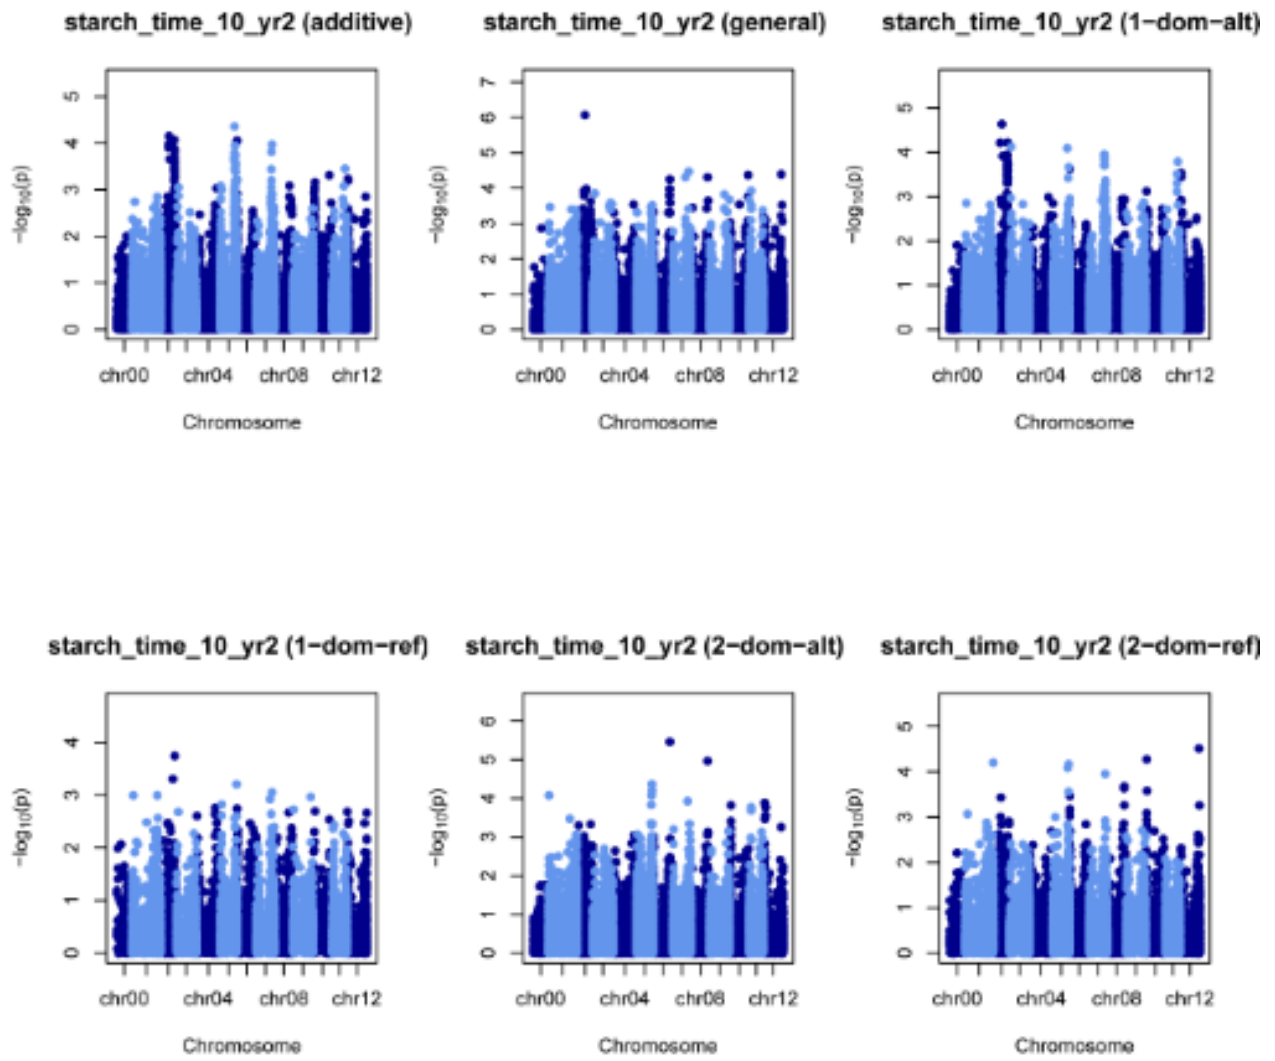 starch_time_10_yr2 (additive)
5
4
3
2
1
0
−log10(p)
chr00 chr04 chr08 chr12
Chromosome
starch_time_10_yr2 (general)
7
6
5
4
3
2
1
0
−log10(p)
chr00 chr04 chr08 chr12
Chromosome
starch_time_10_yr2 (1−dom−alt)
5
4
3
2
1
0
−log10(p)
chr00 chr04 chr08 chr12
Chromosome
starch_time_10_yr2 (1−dom−ref)
4
3
2
1
0
−log10(p)
chr00 chr04 chr08 chr12
Chromosome
starch_time_10_yr2 (2−dom−alt)
6
5
4
3
2
1
0
−log10(p)
chr00 chr04 chr08 chr12
Chromosome
starch_time_10_yr2 (2−dom−ref)
5
4
3
2
1
0
−log10(p)
chr00 chr04 chr08 chr12
Chromosome